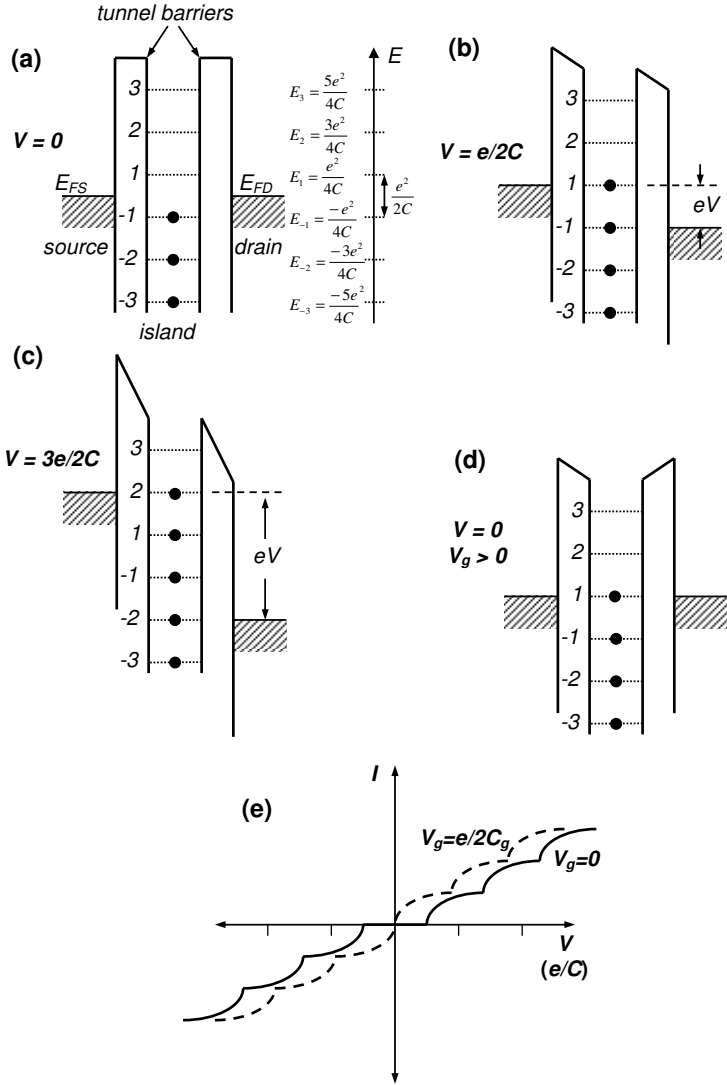 tunnel barriers
(a)
V = 0
3
2
1
-1
-2
-3
E_FS
E_FD
source
drain
island
E
E_3 = 5e^2/4C
E_2 = 3e^2/4C
E_1 = e^2/4C
E_-1 = -e^2/4C
E_-2 = -3e^2/4C
E_-3 = -5e^2/4C
e^2/2C
(b)
V = e/2C
3
2
1
-1
-2
-3
eV
(c)
V = 3e/2C
3
2
1
-1
-2
-3
eV
(d)
V = 0
V_g > 0
3
2
1
-1
-2
-3
(e)
I
V_g=e/2C_g
V_g=0
V
(e/C)